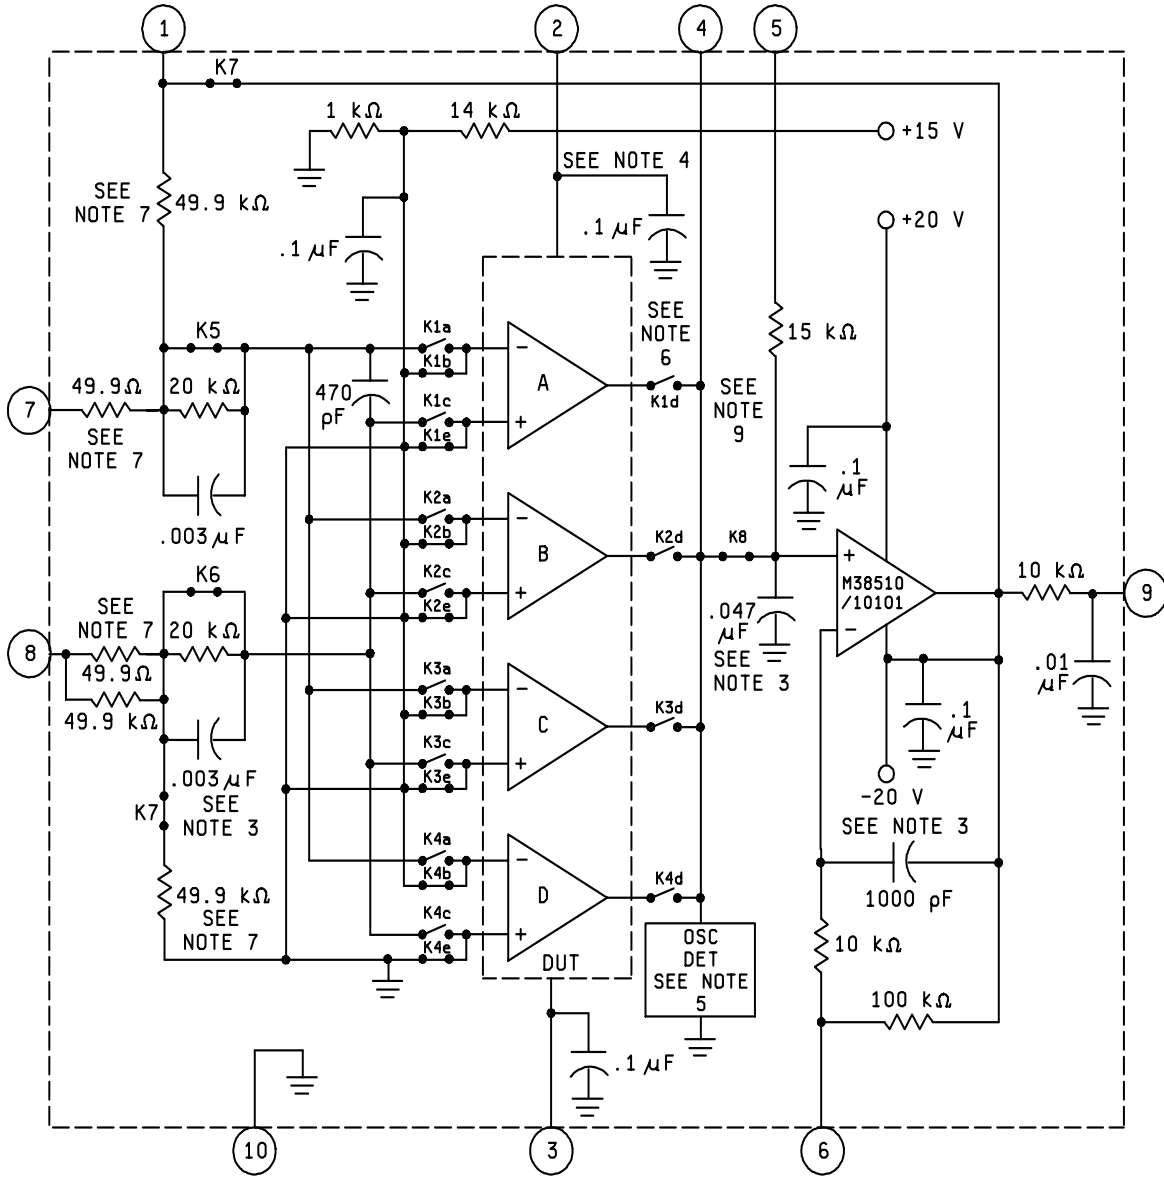 1
2
4
5
K7
1 kΩ
14 kΩ
+15 V
SEE NOTE 4
SEE
NOTE 7
49.9 kΩ
.1 μF
.1 μF
+20 V
K5
K1a
K1b
SEE
NOTE
6
15 kΩ
7
49.9Ω
20 kΩ
470
pF
A
−
+
K1c
K1e
K1d
SEE
NOTE
9
SEE
NOTE 7
.003 μF
.1
μF
K2a
K2b
B
−
+
K2c
K2e
K2d
K8
+
−
M38510
/10101
10 kΩ
9
K6
SEE
NOTE 7
20 kΩ
8
49.9Ω
49.9 kΩ
.047
μF
SEE
NOTE 3
.01
μF
K3a
K3b
C
−
+
K3c
K3e
K3d
.1
μF
.003 μF
SEE
NOTE 3
K7
-20 V
SEE NOTE 3
1000 pF
49.9 kΩ
SEE
NOTE 7
K4a
K4b
D
−
+
K4c
K4e
K4d
DUT
OSC
DET
SEE NOTE
5
10 kΩ
100 kΩ
.1 μF
10
3
6